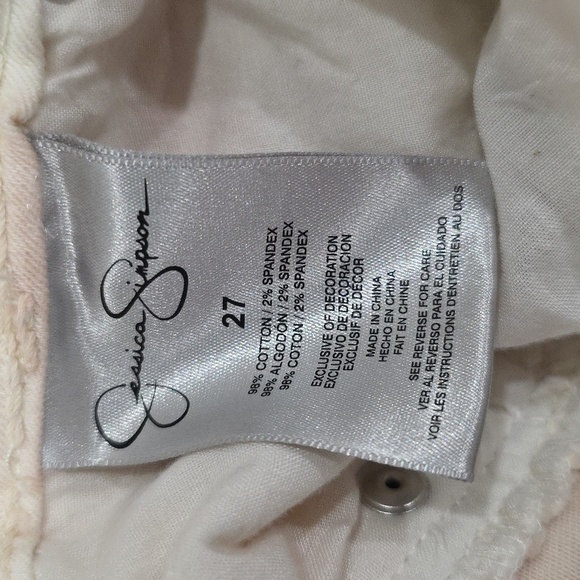 Jessica Simpson
27
98% COTTON / 2% SPANDEX
98% ALGODON / 2% SPANDEX
98% COTON / 2% SPANDEX
EXCLUSIVE OF DECORATION
EXCLUSIVO DE DECORACION
EXCLUSIF DE DÉCOR
MADE IN CHINA
HECHO EN CHINA
FAIT EN CHINE
SEE REVERSE FOR CARE
VER AL REVERSO PARA EL CUIDADO
VOIR LES INSTRUCTIONS D'ENTRETIEN AU DOS